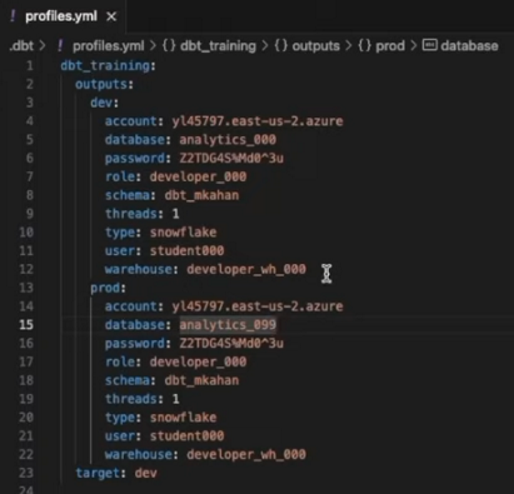 ! profiles.yml ×
.dbt > ! profiles.yml > {} dbt_training > {} outputs > {} prod > database
1 dbt_training:
2 outputs:
3 dev:
4 account: yl45797.east-us-2.azure
5 database: analytics_000
6 password: Z2TDG4S%Md0^3u
7 role: developer_000
8 schema: dbt_mkahan
9 threads: 1
10 type: snowflake
11 user: student000
12 warehouse: developer_wh_000
13 prod:
14 account: yl45797.east-us-2.azure
15 database: analytics_099
16 password: Z2TDG4S%Md0^3u
17 role: developer_000
18 schema: dbt_mkahan
19 threads: 1
20 type: snowflake
21 user: student000
22 warehouse: developer_wh_000
23 target: dev
24